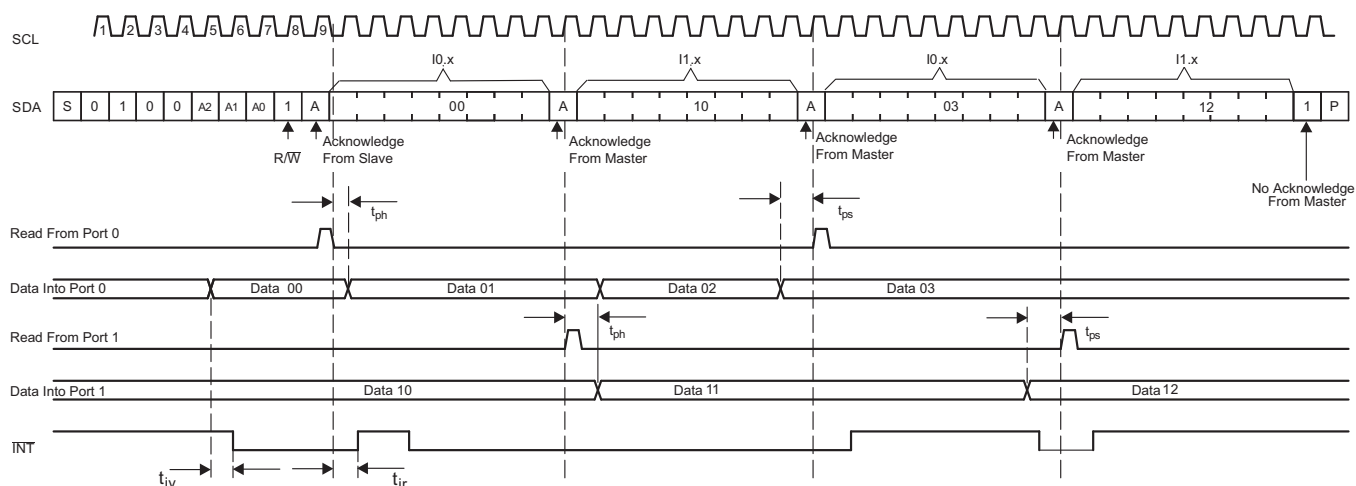 SCL 1 2 3 4 5 6 7 8 9
I0.x I1.x I0.x I1.x
SDA S 0 1 0 0 A2 A1 A0 1 A 00 A 10 A 03 A 12 1 P
R/W
Acknowledge
From Slave
Acknowledge
From Master
Acknowledge
From Master
Acknowledge
From Master
No Acknowledge
From Master
tph tps
Read From Port 0
Data Into Port 0 Data 00 Data 01 Data 02 Data 03
tph tps
Read From Port 1
Data Into Port 1 Data 10 Data 11 Data 12
INT
tiv tir